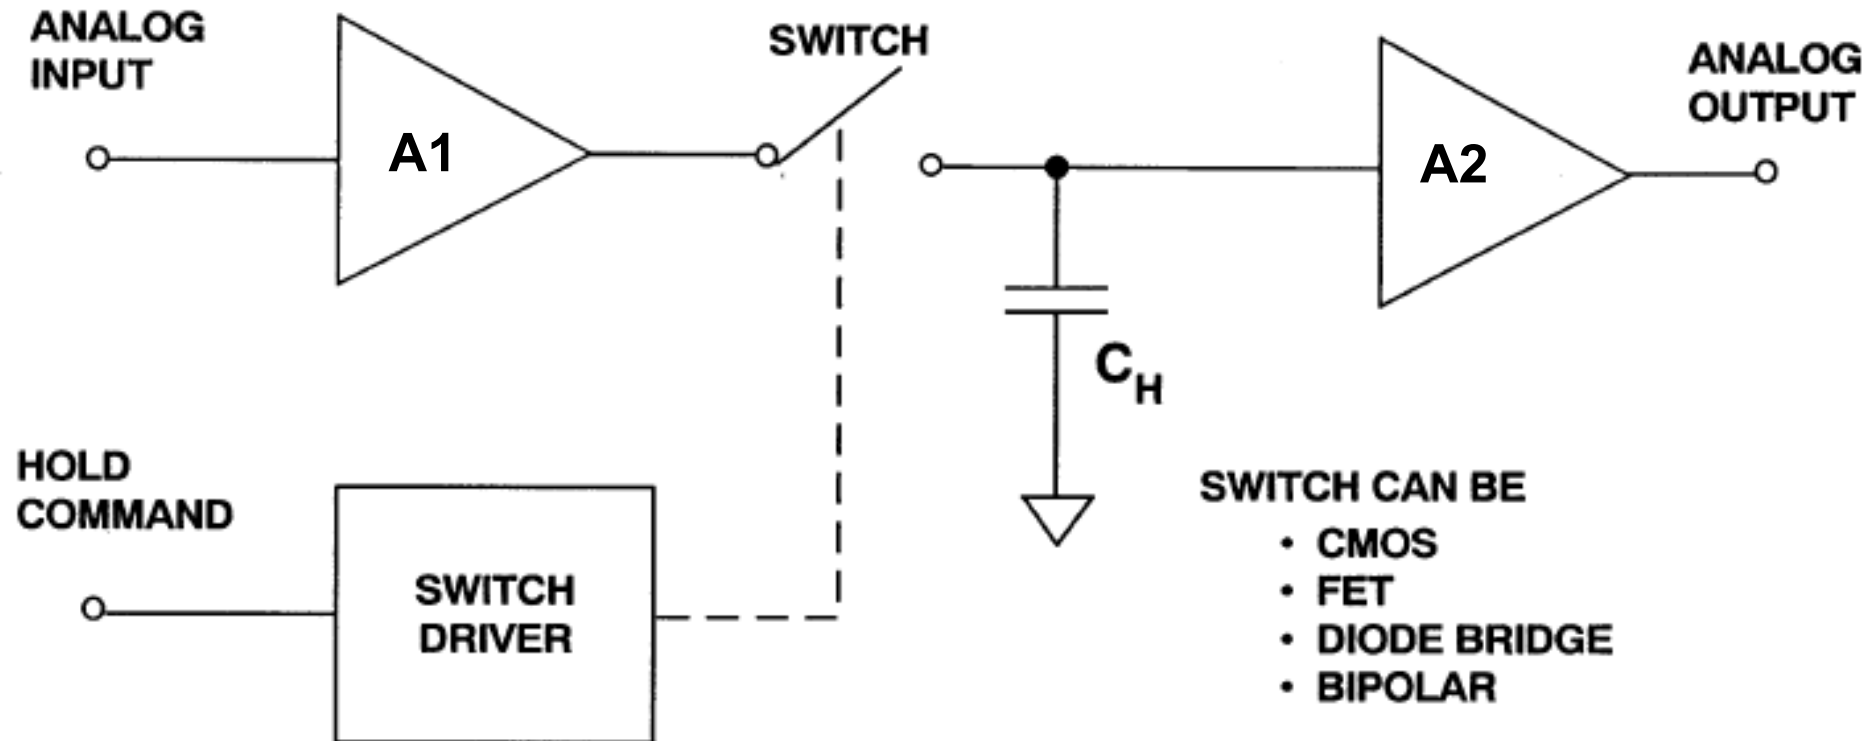 ANALOG
INPUT
A1
SWITCH
A2
ANALOG
OUTPUT
C_H
HOLD
COMMAND
SWITCH
DRIVER
SWITCH CAN BE
• CMOS
• FET
• DIODE BRIDGE
• BIPOLAR